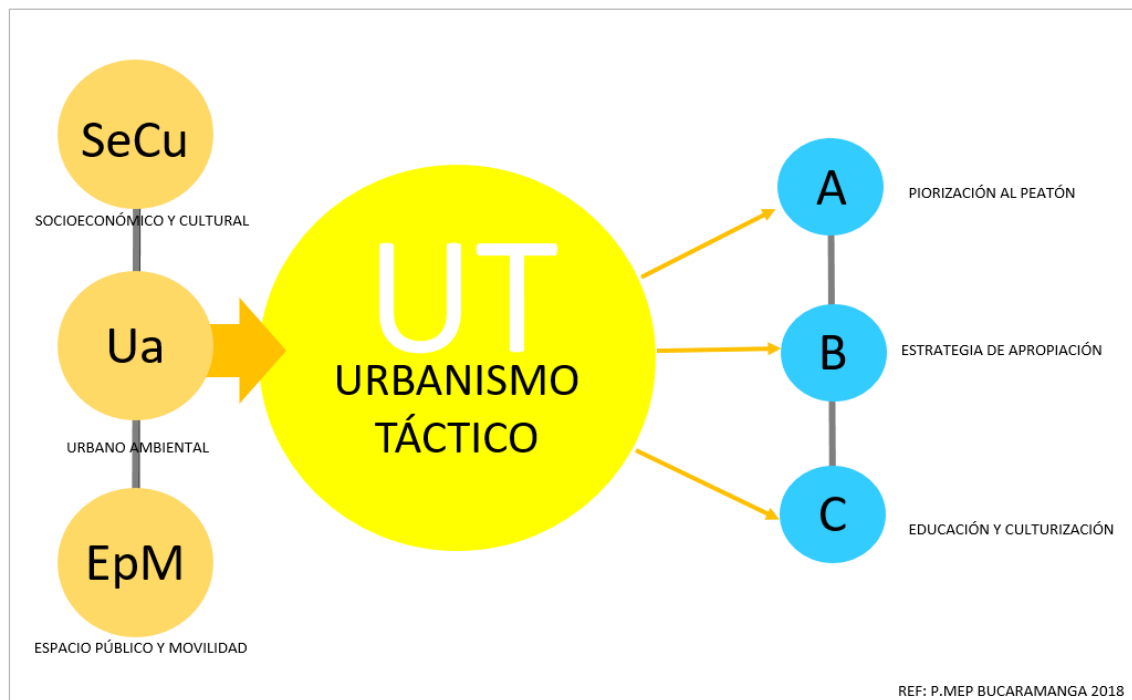 SeCu
SOCIOECONÓMICO Y CULTURAL
Ua
URBANO AMBIENTAL
EpM
ESPACIO PÚBLICO Y MOVILIDAD
UT
URBANISMO
TÁCTICO
A
PIORIZACIÓN AL PEATÓN
B
ESTRATEGIA DE APROPIACIÓN
C
EDUCACIÓN Y CULTURIZACIÓN
REF: P.MEP BUCARAMANGA 2018